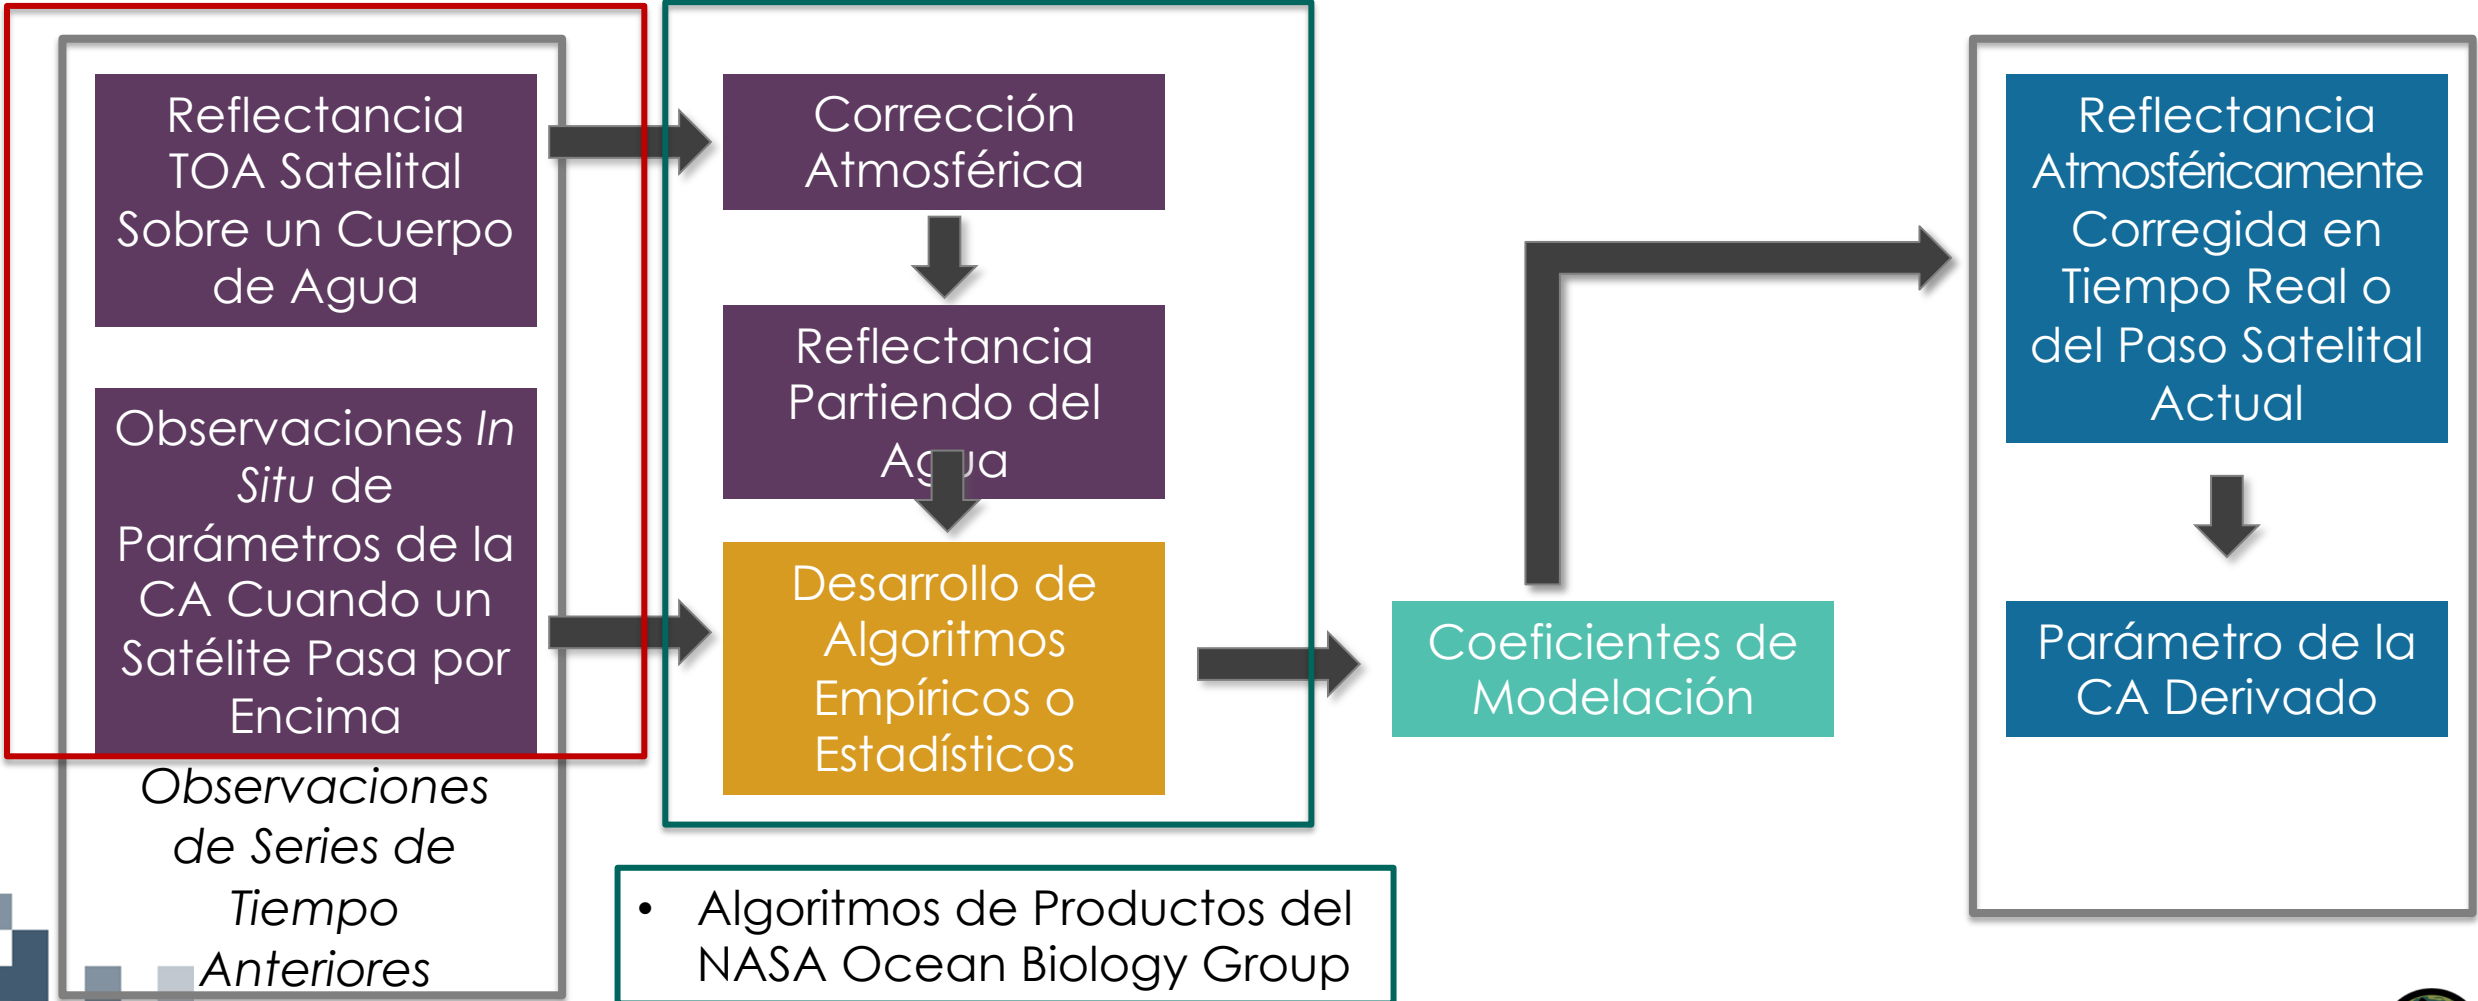 Reflectancia
TOA Satelital
Sobre un Cuerpo
de Agua
Observaciones In
Situ de
Parámetros de la
CA Cuando un
Satélite Pasa por
Encima
Observaciones
de Series de
Tiempo
Anteriores
Corrección
Atmosférica
Reflectancia
Partiendo del
Agua
Desarrollo de
Algoritmos
Empíricos o
Estadísticos
• Algoritmos de Productos del
NASA Ocean Biology Group
Coeficientes de
Modelación
Reflectancia
Atmosféricamente
Corregida en
Tiempo Real o
del Paso Satelital
Actual
Parámetro de la
CA Derivado